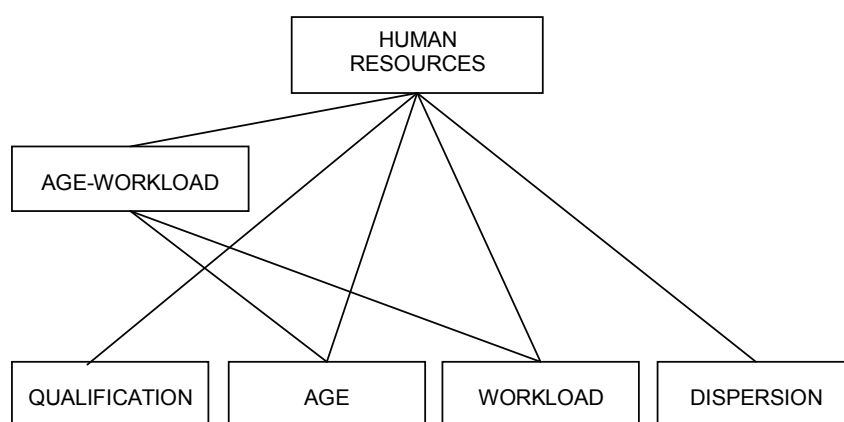 HUMAN
RESOURCES
AGE-WORKLOAD
QUALIFICATION
AGE
WORKLOAD
DISPERSION